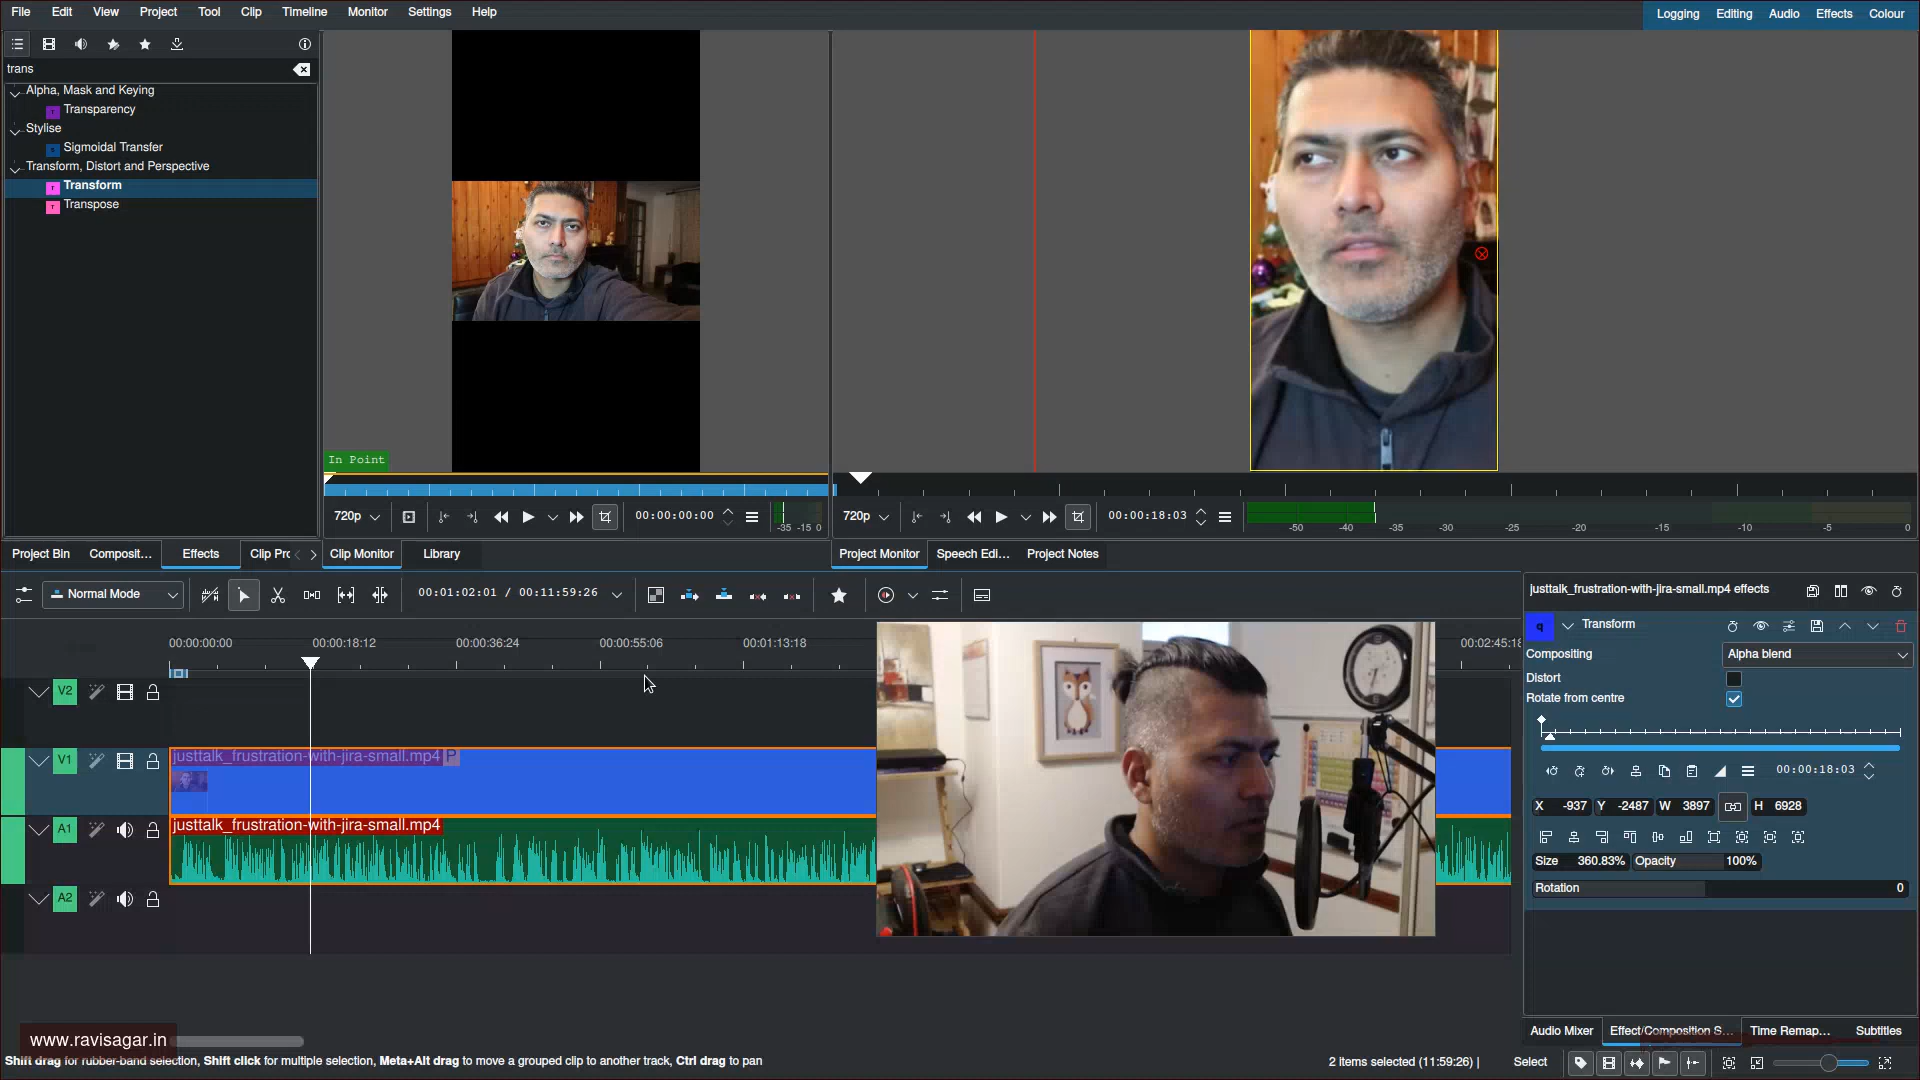 File Edit View Project Tool Clip Timeline Monitor Settings Help
Logging Editing Audio Effects Colour
trans
Alpha, Mask and Keying
Transparency
Stylise
Sigmoidal Transfer
Transform, Distort and Perspective
Transform
Transpose
In Point
720p 00:00:00:00 -35 -15 0
720p 00:00:18:03 -50 -40 -35 -30 -25 -20 -15 -10 -5 0
Project Bin Composit... Effects Clip Prc Clip Monitor Library
Project Monitor Speech Edi... Project Notes
Normal Mode 00:01:02:01 / 00:11:59:26
00:00:00:00 00:00:18:12 00:00:36:24 00:00:55:06 00:01:13:18 00:02:45:18
V2
V1 justtalk_frustration-with-jira-small.mp4 P
A1 justtalk_frustration-with-jira-small.mp4
A2
justtalk_frustration-with-jira-small.mp4 effects
q Transform
Compositing Alpha blend
Distort
Rotate from centre
00:00:18:03
X -937 Y -2487 W 3897 H 6928
Size 360.83% Opacity 100%
Rotation 0
Audio Mixer Effect/Composition S... Time Remap... Subtitles
www.ravisagar.in
Shift drag for rubber-band selection, Shift click for multiple selection, Meta+Alt drag to move a grouped clip to another track, Ctrl drag to pan
2 items selected (11:59:26) | Select